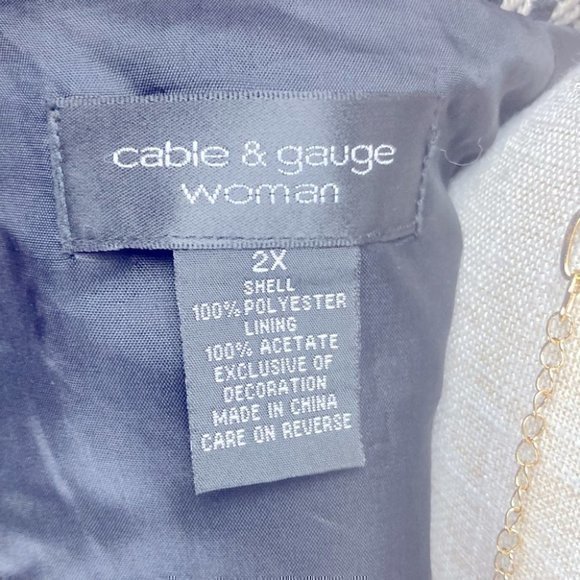 cable & gauge
woman
2X
SHELL
100% POLYESTER
LINING
100% ACETATE
EXCLUSIVE OF
DECORATION
MADE IN CHINA
CARE ON REVERSE